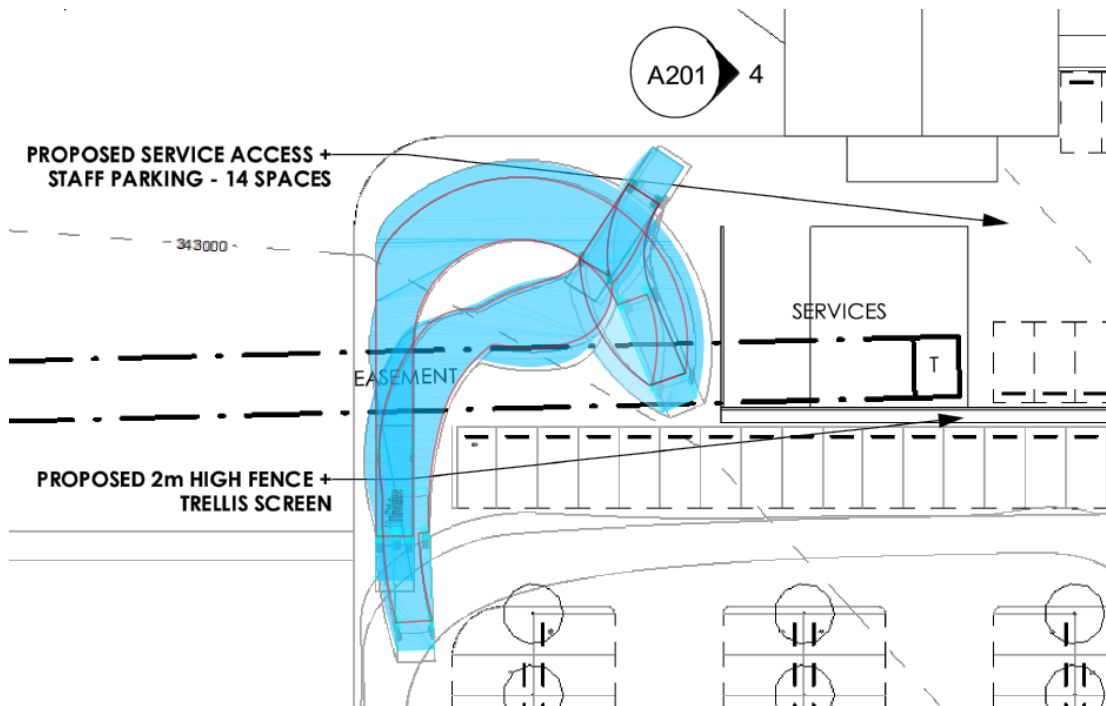 A201 4
PROPOSED SERVICE ACCESS +
STAFF PARKING - 14 SPACES
343000
SERVICES
T
EASEMENT
PROPOSED 2m HIGH FENCE +
TRELLIS SCREEN